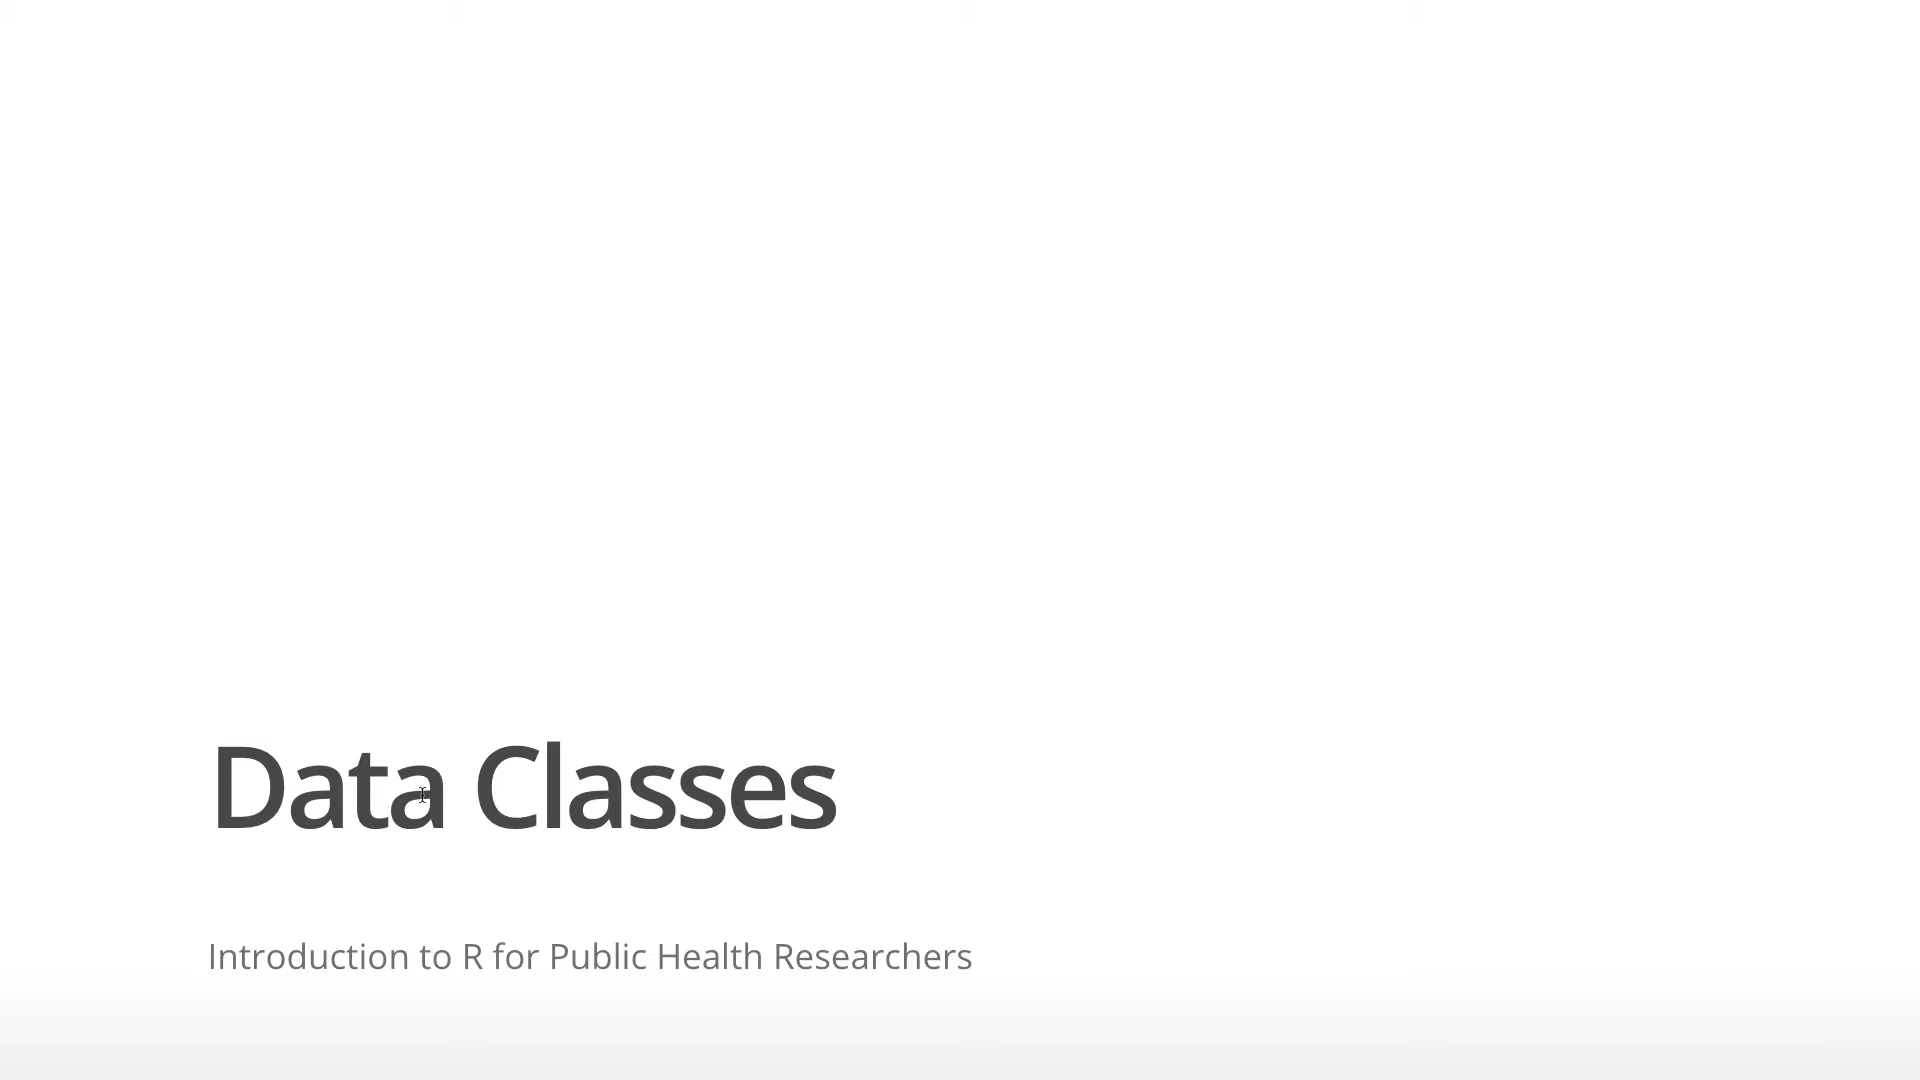 Data Classes
Introduction to R for Public Health Researchers